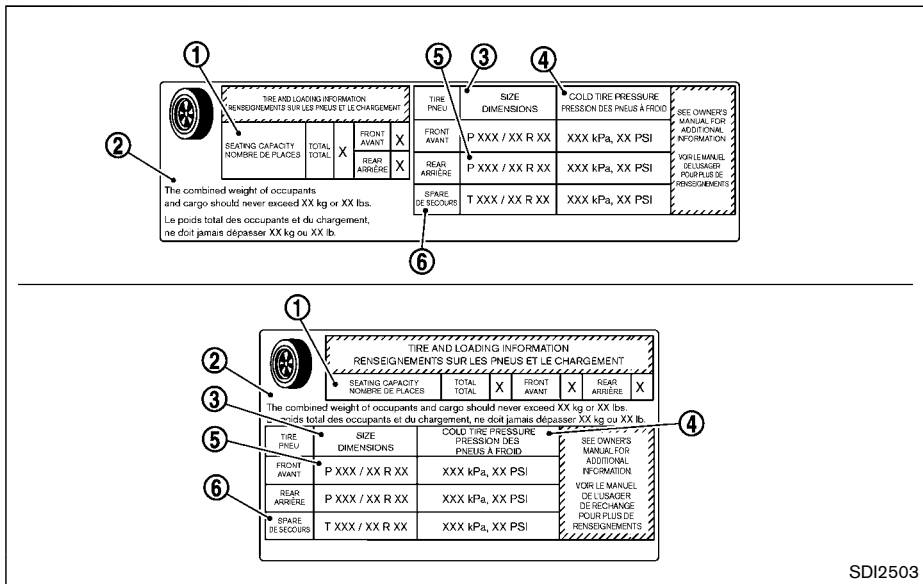 ① ⑤ ③ ④
②
TIRE AND LOADING INFORMATION
RENSEIGNEMENTS SUR LES PNEUS ET LE CHARGEMENT
SEATING CAPACITY
NOMBRE DE PLACES
TOTAL
TOTAL
X
FRONT
AVANT
X
REAR
ARRIÈRE
X
The combined weight of occupants
and cargo should never exceed XX kg or XX lbs.
Le poids total des occupants et du chargement,
ne doit jamais dépasser XX kg ou XX lb.
TIRE
PNEU
SIZE
DIMENSIONS
COLD TIRE PRESSURE
PRESSION DES PNEUS À FROID
FRONT
AVANT
P XXX / XX R XX
XXX kPa, XX PSI
REAR
ARRIÈRE
P XXX / XX R XX
XXX kPa, XX PSI
SPARE
DE SECOURS
T XXX / XX R XX
XXX kPa, XX PSI
SEE OWNER'S
MANUAL FOR
ADDITIONAL
INFORMATION
VOIR LE MANUEL
DE L'USAGER
POUR PLUS DE
RENSEIGNEMENTS
⑥
①
②
③
④
⑤
⑥
TIRE AND LOADING INFORMATION
RENSEIGNEMENTS SUR LES PNEUS ET LE CHARGEMENT
SEATING CAPACITY
NOMBRE DE PLACES
TOTAL
TOTAL
X
FRONT
AVANT
X
REAR
ARRIÈRE
X
The combined weight of occupants and cargo should never exceed XX kg or XX lbs.
poids total des occupants et du chargement, ne doit jamais dépasser XX kg ou XX lb.
TIRE
PNEU
SIZE
DIMENSIONS
COLD TIRE PRESSURE
PRESSION DES
PNEUS À FROID
FRONT
AVANT
P XXX / XX R XX
XXX kPa, XX PSI
REAR
ARRIÈRE
P XXX / XX R XX
XXX kPa, XX PSI
SPARE
DE SECOURS
T XXX / XX R XX
XXX kPa, XX PSI
SEE OWNER'S
MANUAL FOR
ADDITIONAL
INFORMATION.
VOIR LE MANUEL
DE L'USAGER
DE RECHANGE
POUR PLUS DE
RENSEIGNEMENTS
SDI2503